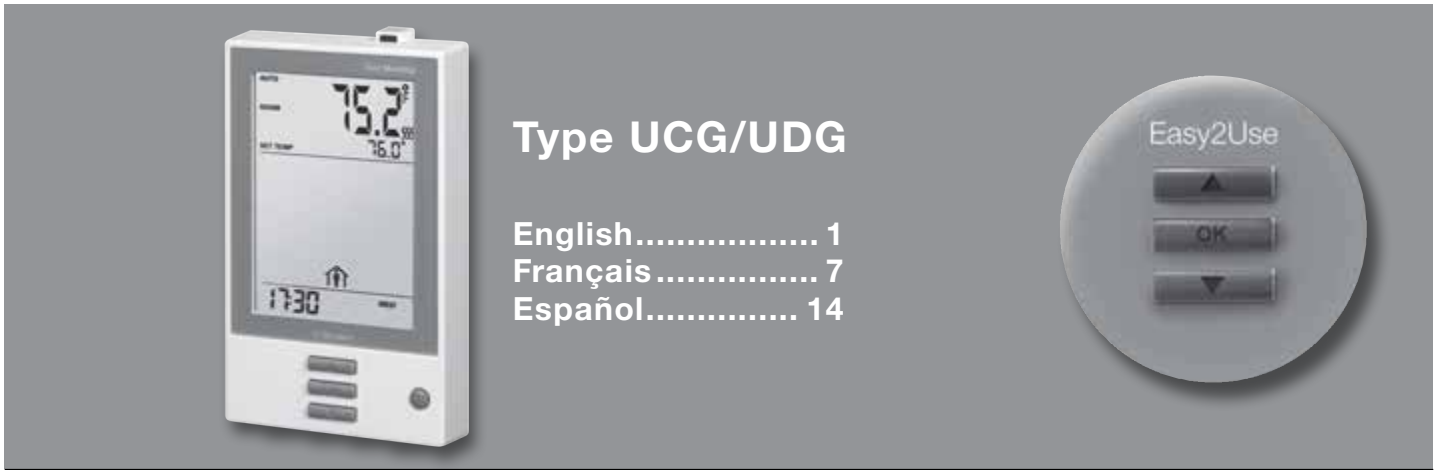 AUTO
75.2°F
ROOM
SET TEMP 76.0°
17:30
Type UCG/UDG
English.................. 1
Français................ 7
Español............... 14
Easy2Use
OK